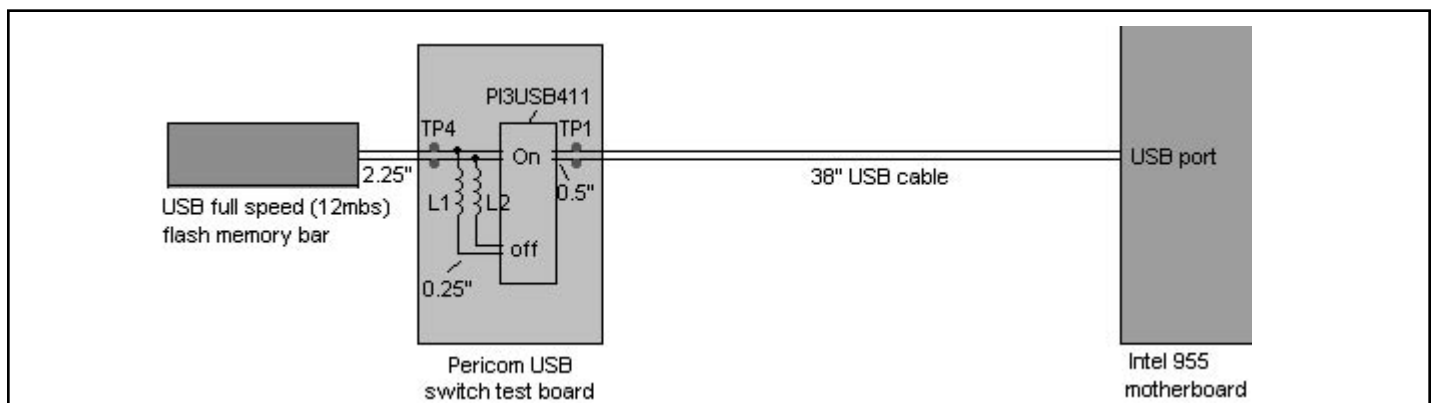 PI3USB411
TP4
TP1
On
USB port
2.25"
0.5"
38" USB cable
L1
L2
USB full speed (12mbs)
flash memory bar
off
0.25"
Pericom USB
switch test board
Intel 955
motherboard